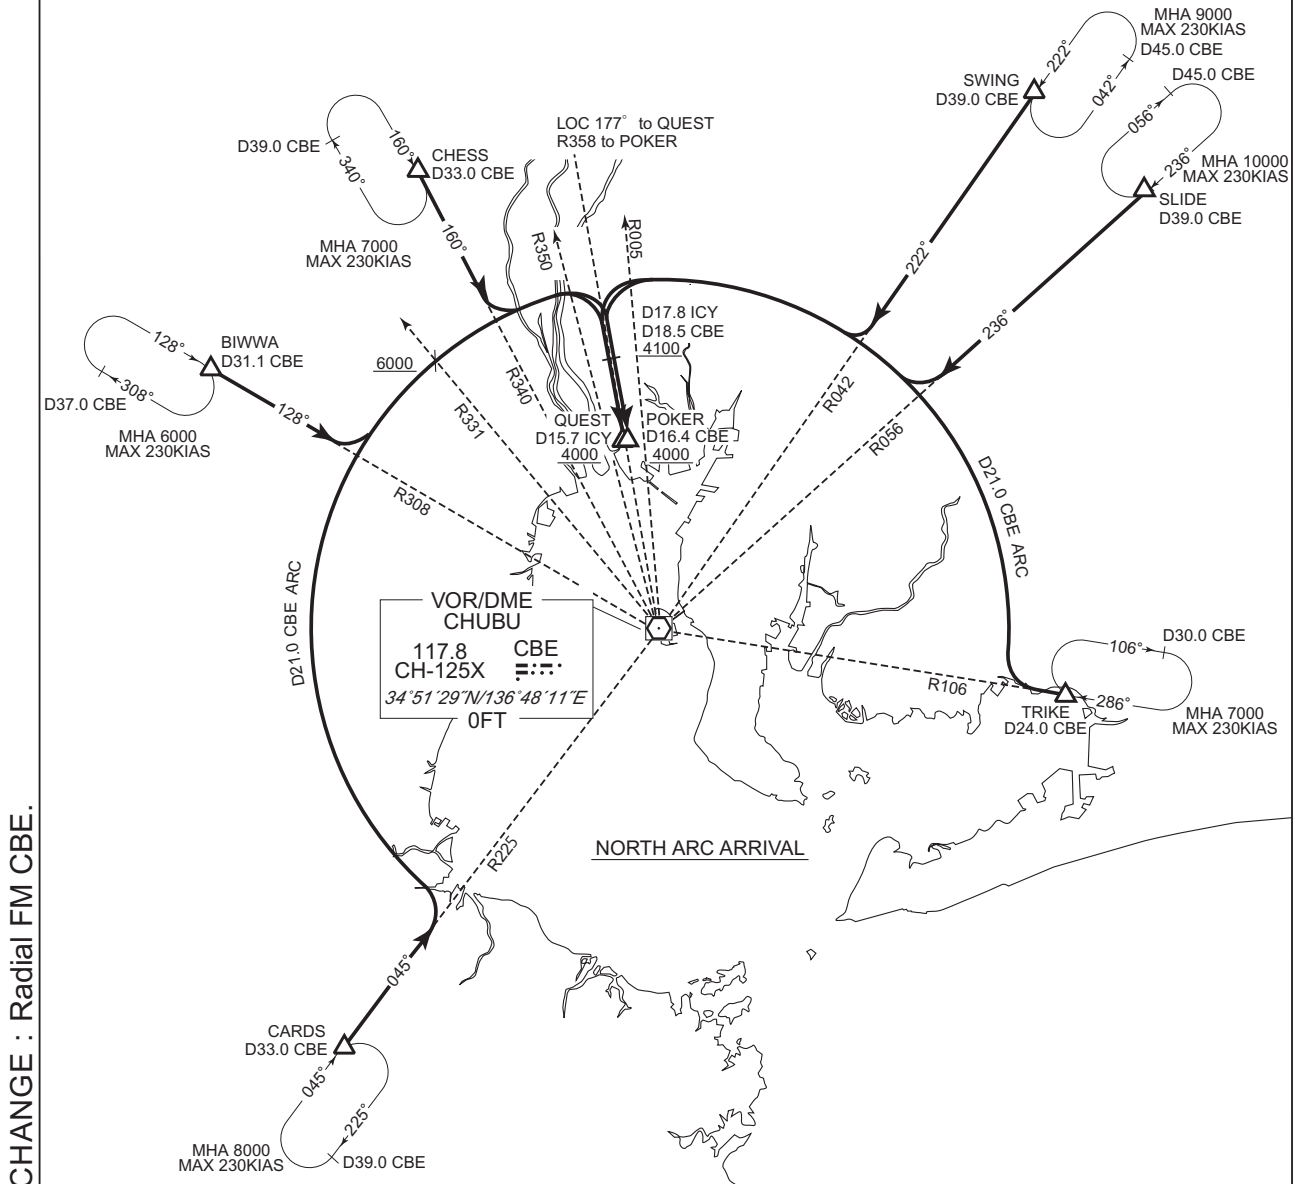 MHA 9000
MAX 230KIAS
D45.0 CBE
222°
042°
SWING
D39.0 CBE
D45.0 CBE
056°
236°
MHA 10000
MAX 230KIAS
SLIDE
D39.0 CBE
LOC 177° to QUEST
R358 to POKER
D39.0 CBE
160°
340°
CHESS
D33.0 CBE
MHA 7000
MAX 230KIAS
160°
R350
R005
222°
236°
128°
308°
BIWWA
D31.1 CBE
D37.0 CBE
MHA 6000
MAX 230KIAS
128°
6000
D17.8 ICY
D18.5 CBE
4100
R340
R331
R042
R056
QUEST
D15.7 ICY
4000
POKER
D16.4 CBE
4000
R308
D21.0 CBE ARC
D21.0 CBE ARC
VOR/DME
CHUBU
117.8 CBE
CH-125X
34°51´29˝N/136°48´11˝E
0FT
R106
106°
D30.0 CBE
286°
TRIKE
D24.0 CBE
MHA 7000
MAX 230KIAS
R225
NORTH ARC ARRIVAL
045°
CARDS
D33.0 CBE
045°
225°
MHA 8000
MAX 230KIAS
D39.0 CBE
CHANGE : Radial FM CBE.